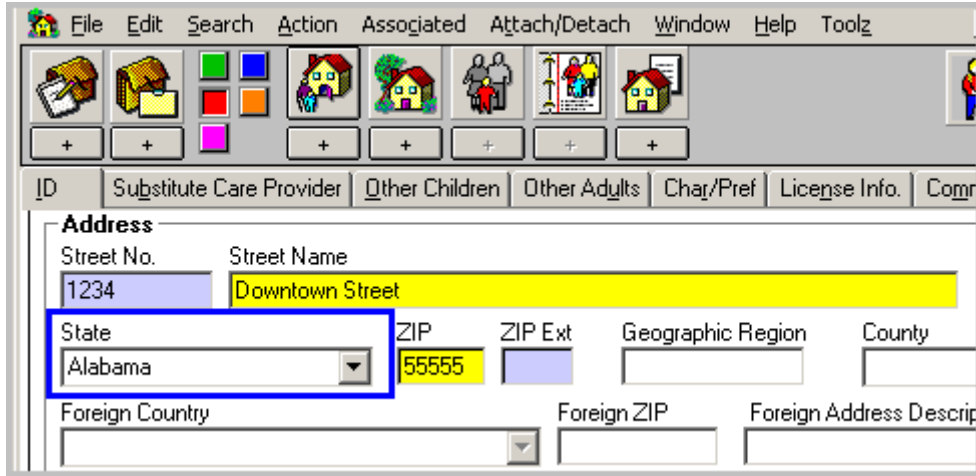 File Edit Search Action Associated Attach/Detach Window Help Toolz
+ + + + + + +
ID Substitute Care Provider Other Children Other Adults Char/Pref License Info.
Address
Street No. Street Name
1234 Downtown Street
State ZIP ZIP Ext Geographic Region County
Alabama 55555
Foreign Country Foreign ZIP Foreign Address